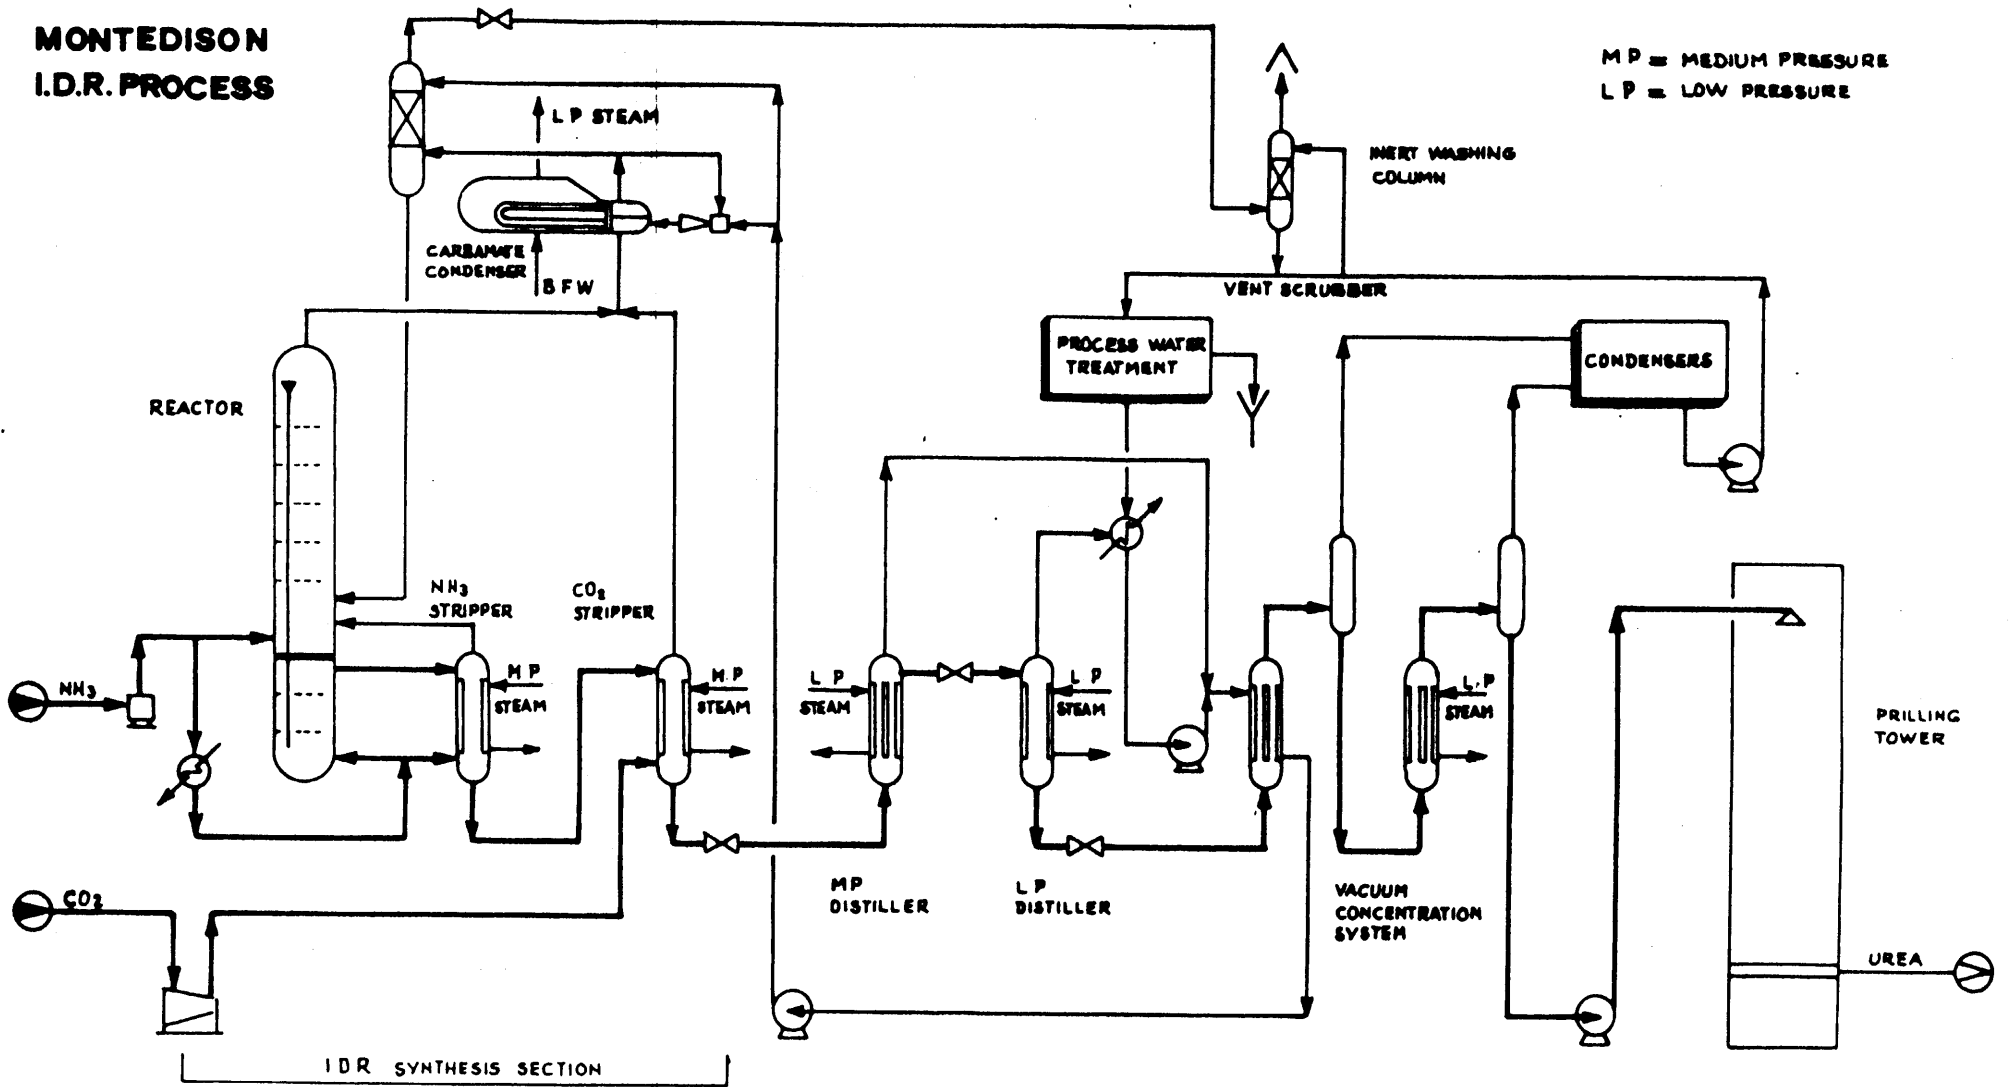 MONTEDISON
I.D.R. PROCESS
MP = MEDIUM PRESSURE
LP = LOW PRESSURE
LP STEAM
INERT WASHING
COLUMN
CARBAMATE
CONDENSER
BFW
VENT SCRUBBER
PROCESS WATER
TREATMENT
CONDENSERS
REACTOR
NH3
STRIPPER
CO2
STRIPPER
NH3
MP
STEAM
M.P
STEAM
LP
STEAM
LP
STEAM
L.P
STEAM
PRILLING
TOWER
CO2
MP
DISTILLER
LP
DISTILLER
VACUUM
CONCENTRATION
SYSTEM
UREA
IDR SYNTHESIS SECTION